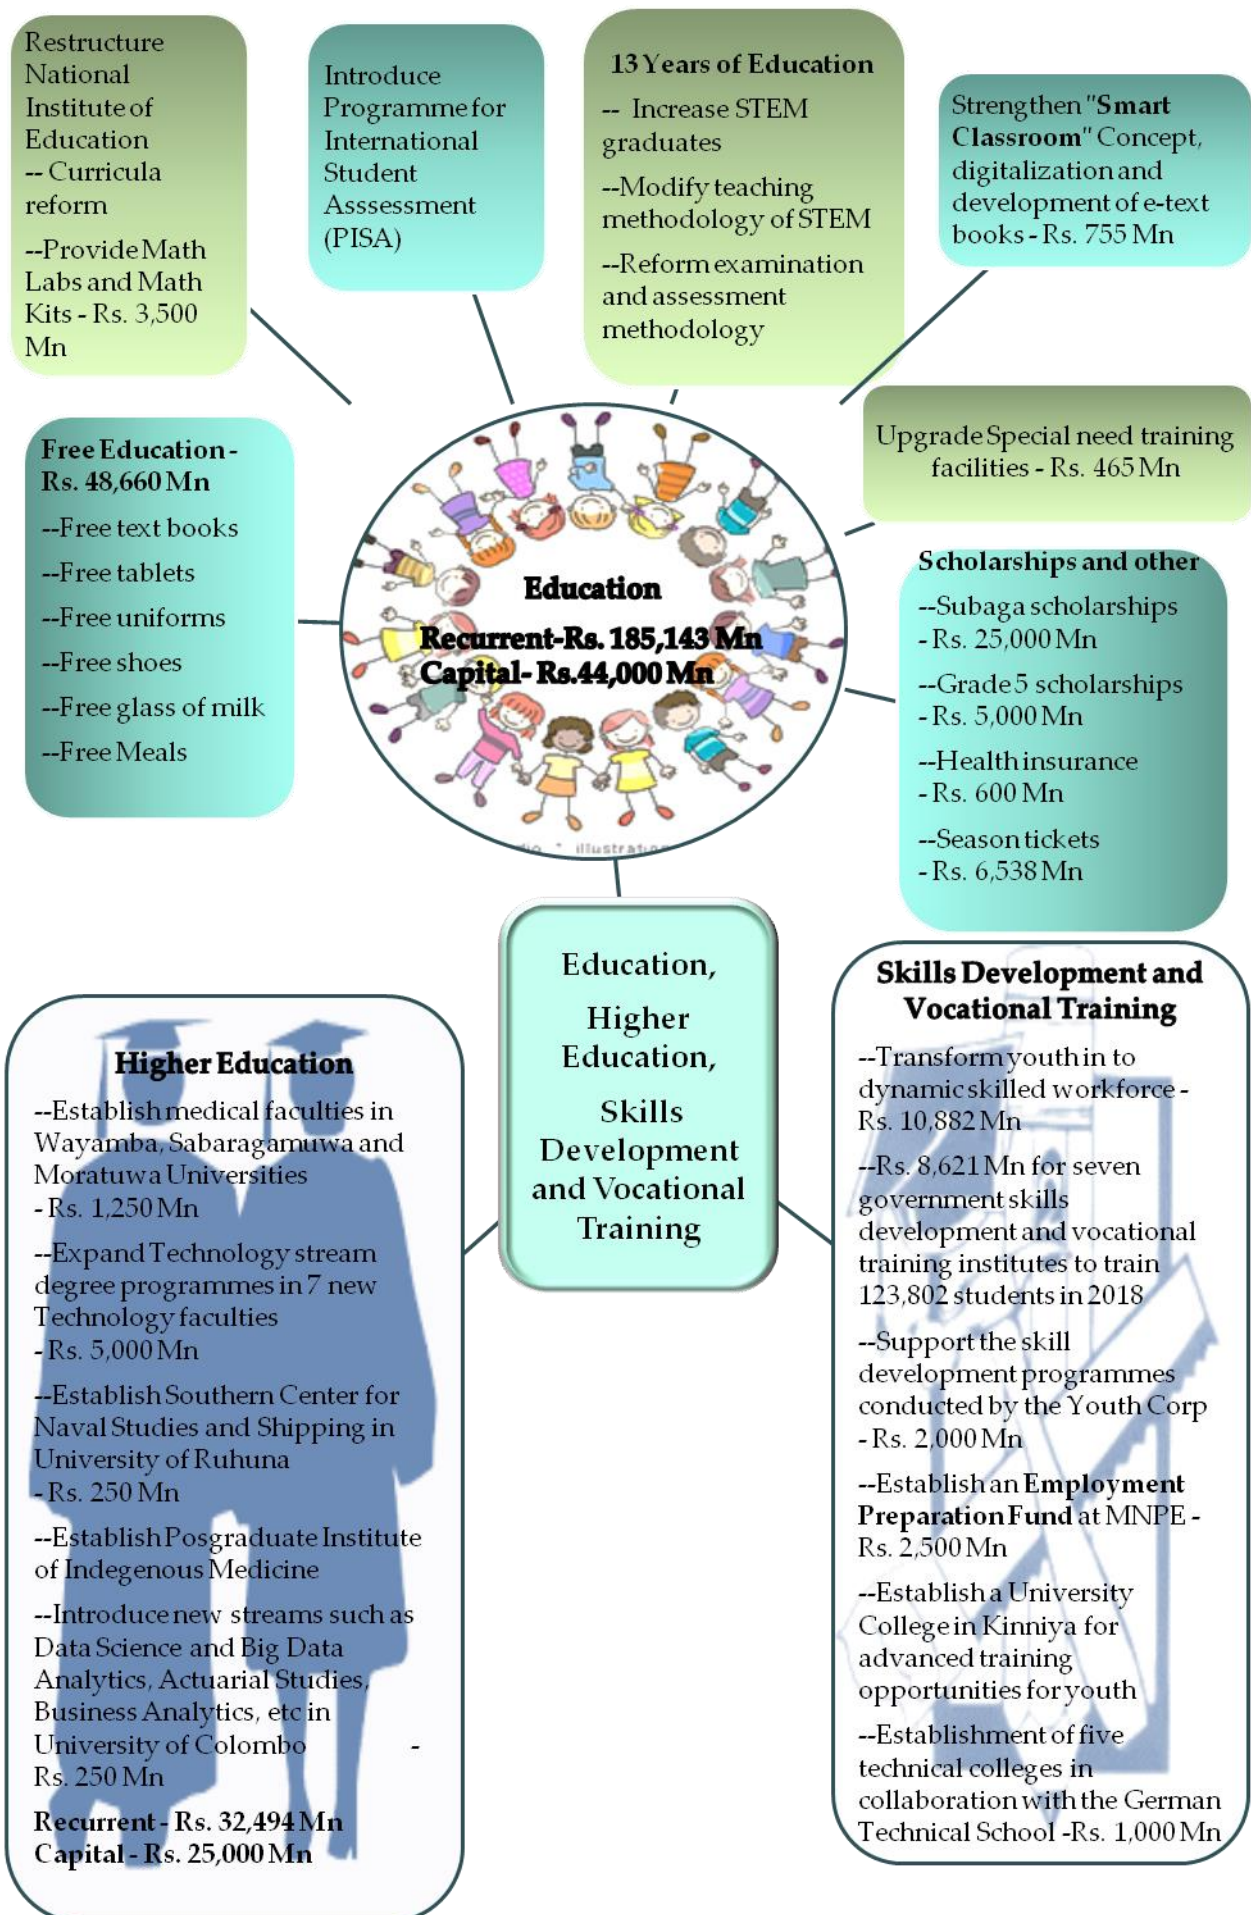 Restructure
National
Institute of
Education
-- Curricula
reform
--Provide Math
Labs and Math
Kits - Rs. 3,500
Mn
Introduce
Programme for
International
Student
Asssessment
(PISA)
13 Years of Education
-- Increase STEM
graduates
--Modify teaching
methodology of STEM
--Reform examination
and assessment
methodology
Strengthen "Smart
Classroom" Concept,
digitalization and
development of e-text
books - Rs. 755 Mn
Upgrade Special need training
facilities - Rs. 465 Mn
Free Education -
Rs. 48,660 Mn
--Free text books
--Free tablets
--Free uniforms
--Free shoes
--Free glass of milk
--Free Meals
Education
Recurrent-Rs. 185,143 Mn
Capital- Rs.44,000 Mn
Scholarships and other
--Subaga scholarships
- Rs. 25,000 Mn
--Grade 5 scholarships
- Rs. 5,000 Mn
--Health insurance
- Rs. 600 Mn
--Season tickets
- Rs. 6,538 Mn
Education,
Higher
Education,
Skills
Development
and Vocational
Training
Higher Education
--Establish medical faculties in
Wayamba, Sabaragamuwa and
Moratuwa Universities
- Rs. 1,250 Mn
--Expand Technology stream
degree programmes in 7 new
Technology faculties
- Rs. 5,000 Mn
--Establish Southern Center for
Naval Studies and Shipping in
University of Ruhuna
- Rs. 250 Mn
--Establish Posgraduate Institute
of Indegenous Medicine
--Introduce new streams such as
Data Science and Big Data
Analytics, Actuarial Studies,
Business Analytics, etc in
University of Colombo -
Rs. 250 Mn
Recurrent - Rs. 32,494 Mn
Capital - Rs. 25,000 Mn
Skills Development and
Vocational Training
--Transform youth in to
dynamic skilled workforce -
Rs. 10,882 Mn
--Rs. 8,621 Mn for seven
government skills
development and vocational
training institutes to train
123,802 students in 2018
--Support the skill
development programmes
conducted by the Youth Corp
- Rs. 2,000 Mn
--Establish an Employment
Preparation Fund at MNPE -
Rs. 2,500 Mn
--Establish a University
College in Kinniya for
advanced training
opportunities for youth
--Establishment of five
technical colleges in
collaboration with the German
Technical School -Rs. 1,000 Mn